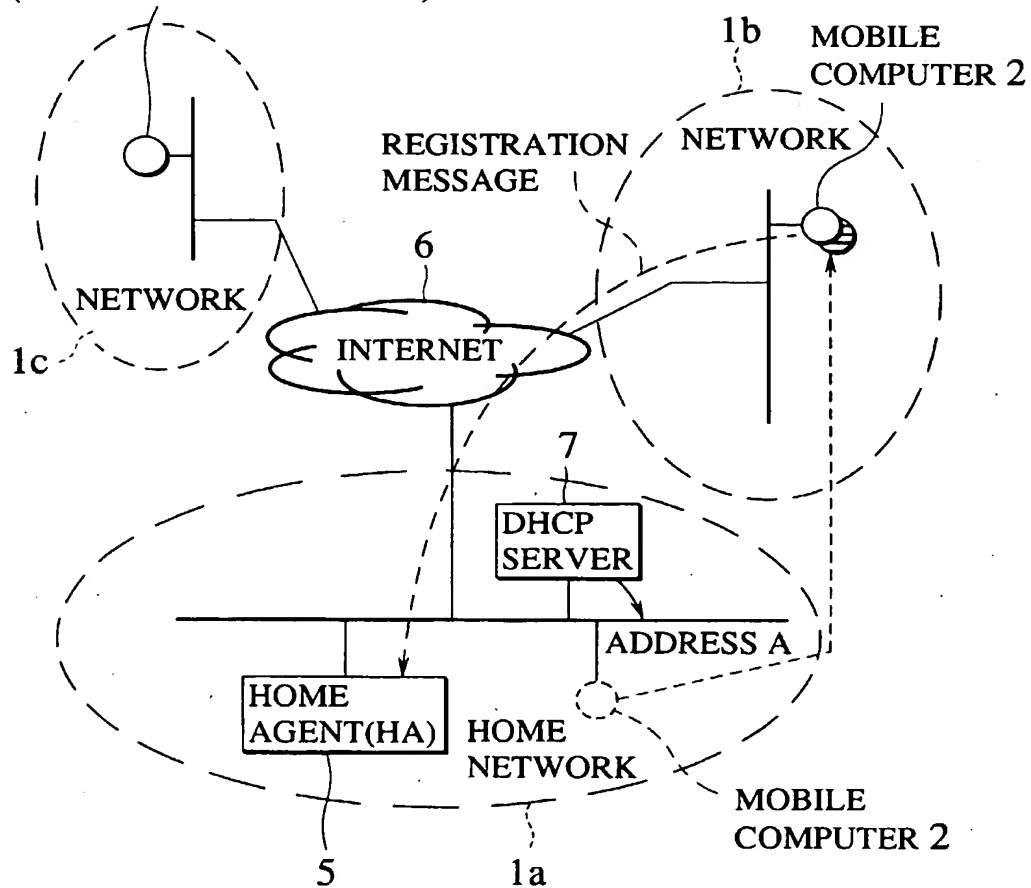 1b
MOBILE
COMPUTER 2
REGISTRATION
MESSAGE
NETWORK
6
NETWORK
INTERNET
1c
7
DHCP
SERVER
ADDRESS A
HOME
AGENT(HA)
HOME
NETWORK
MOBILE
COMPUTER 2
5
1a